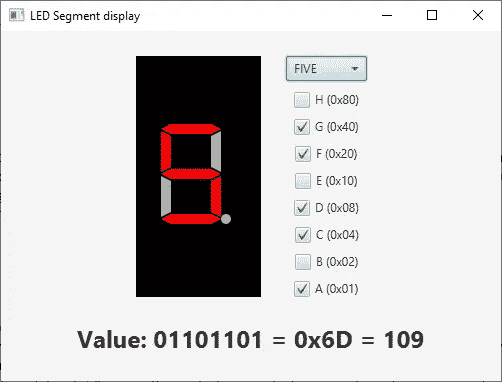 LED Segment display
FIVE
H (0x80)
G (0x40)
F (0x20)
E (0x10)
D (0x08)
C (0x04)
B (0x02)
A (0x01)
Value: 01101101 = 0x6D = 109